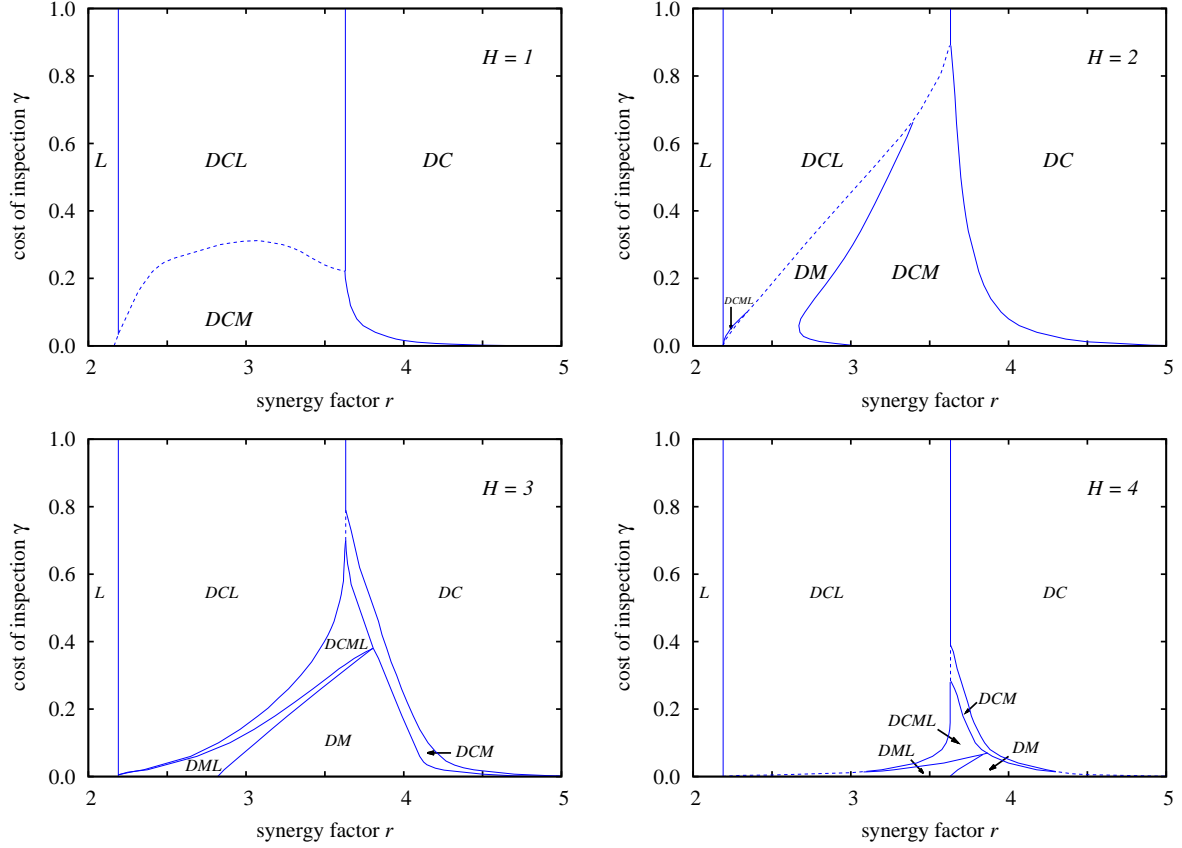 1.0
H = 1
0.8
cost of inspection γ
0.6
L
DCL
DC
0.4
0.2
DCM
0.0
2
3
4
5
synergy factor r
1.0
H = 2
0.8
cost of inspection γ
0.6
L
DCL
DC
0.4
DM
DCM
0.2
DCML
0.0
2
3
4
5
synergy factor r
1.0
H = 3
0.8
cost of inspection γ
0.6
L
DCL
DC
0.4
DCML
0.2
DM
DCM
DML
0.0
2
3
4
5
synergy factor r
1.0
H = 4
0.8
cost of inspection γ
0.6
L
DCL
DC
0.4
DCM
0.2
DCML
DML
DM
0.0
2
3
4
5
synergy factor r